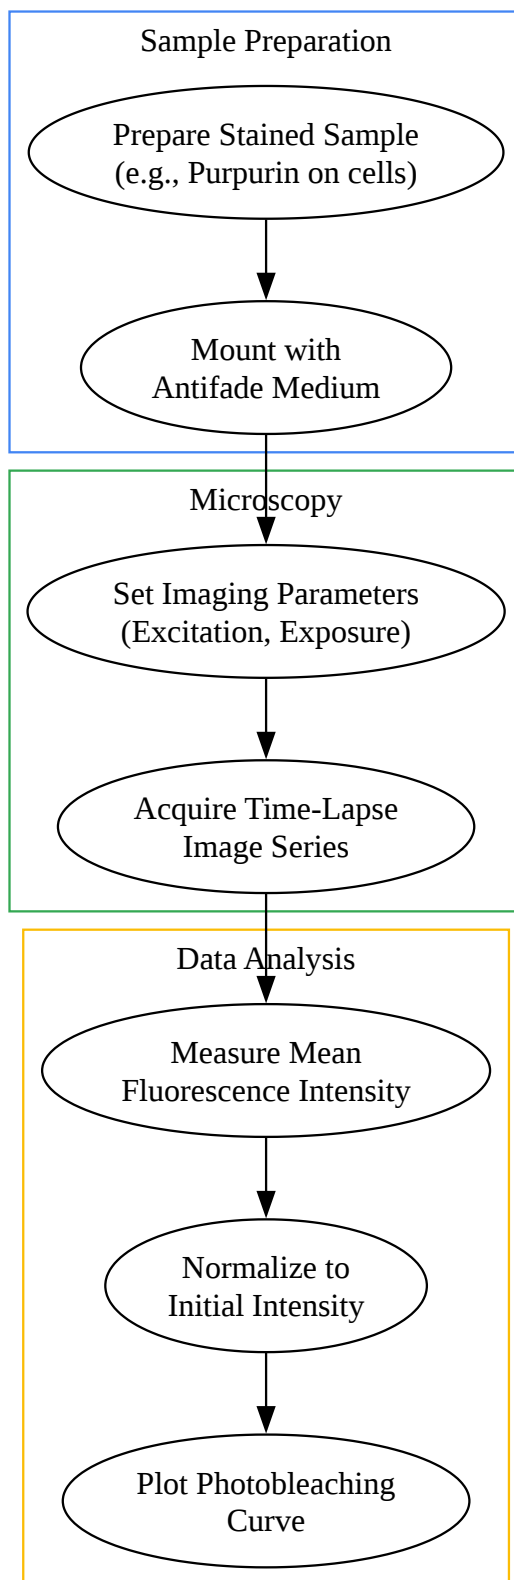 Sample Preparation
Prepare Stained Sample
(e.g., Purpurin on cells)
Mount with
Antifade Medium
Microscopy
Set Imaging Parameters
(Excitation, Exposure)
Acquire Time-Lapse
Image Series
Data Analysis
Measure Mean
Fluorescence Intensity
Normalize to
Initial Intensity
Plot Photobleaching
Curve